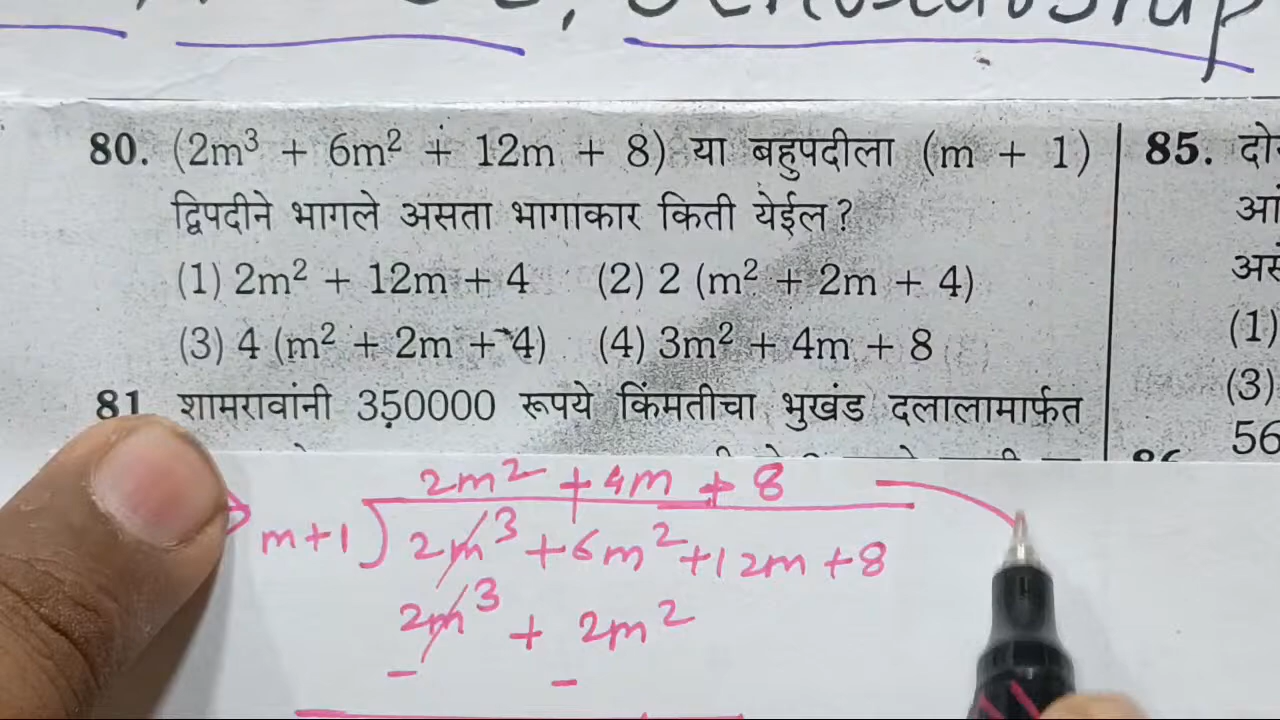 Scholarship
80. (2m³ + 6m² + 12m + 8) या बहुपदीला (m + 1)
द्विपदीने भागले असता भागाकार किती येईल?
(1) 2m² + 12m + 4 (2) 2 (m² + 2m + 4)
(3) 4 (m² + 2m + 4) (4) 3m² + 4m + 8
81 शामरावांनी 350000 रूपये किंमतीचा भुखंड दलालामार्फत
85.
(1)
(3)
56
2m² + 4m + 8
m+1 ) 2m³ + 6m² + 12m + 8
2m³ + 2m²
- -